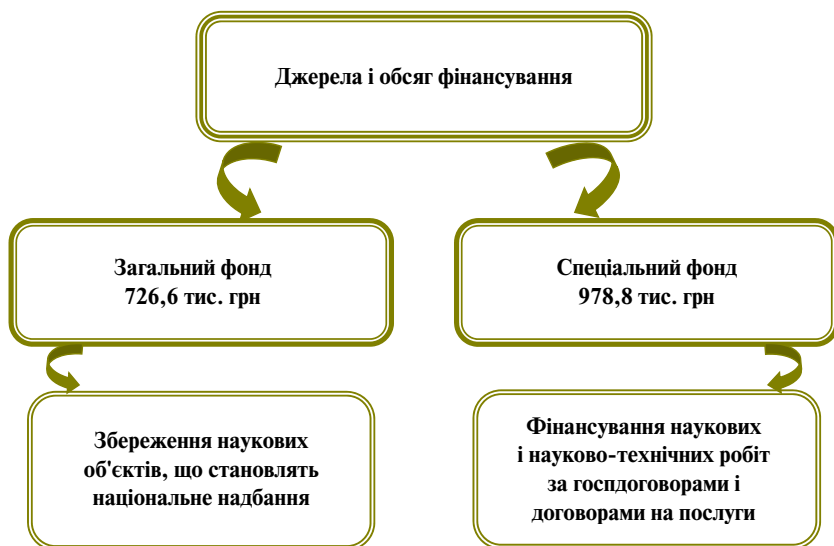 Джерела і обсяг фінансування
Загальний фонд
726,6 тис. грн
Спеціальний фонд
978,8 тис. грн
Збереження наукових
об'єктів, що становлять
національне надбання
Фінансування наукових
і науково-технічних робіт
за госпдоговорами і
договорами на послуги